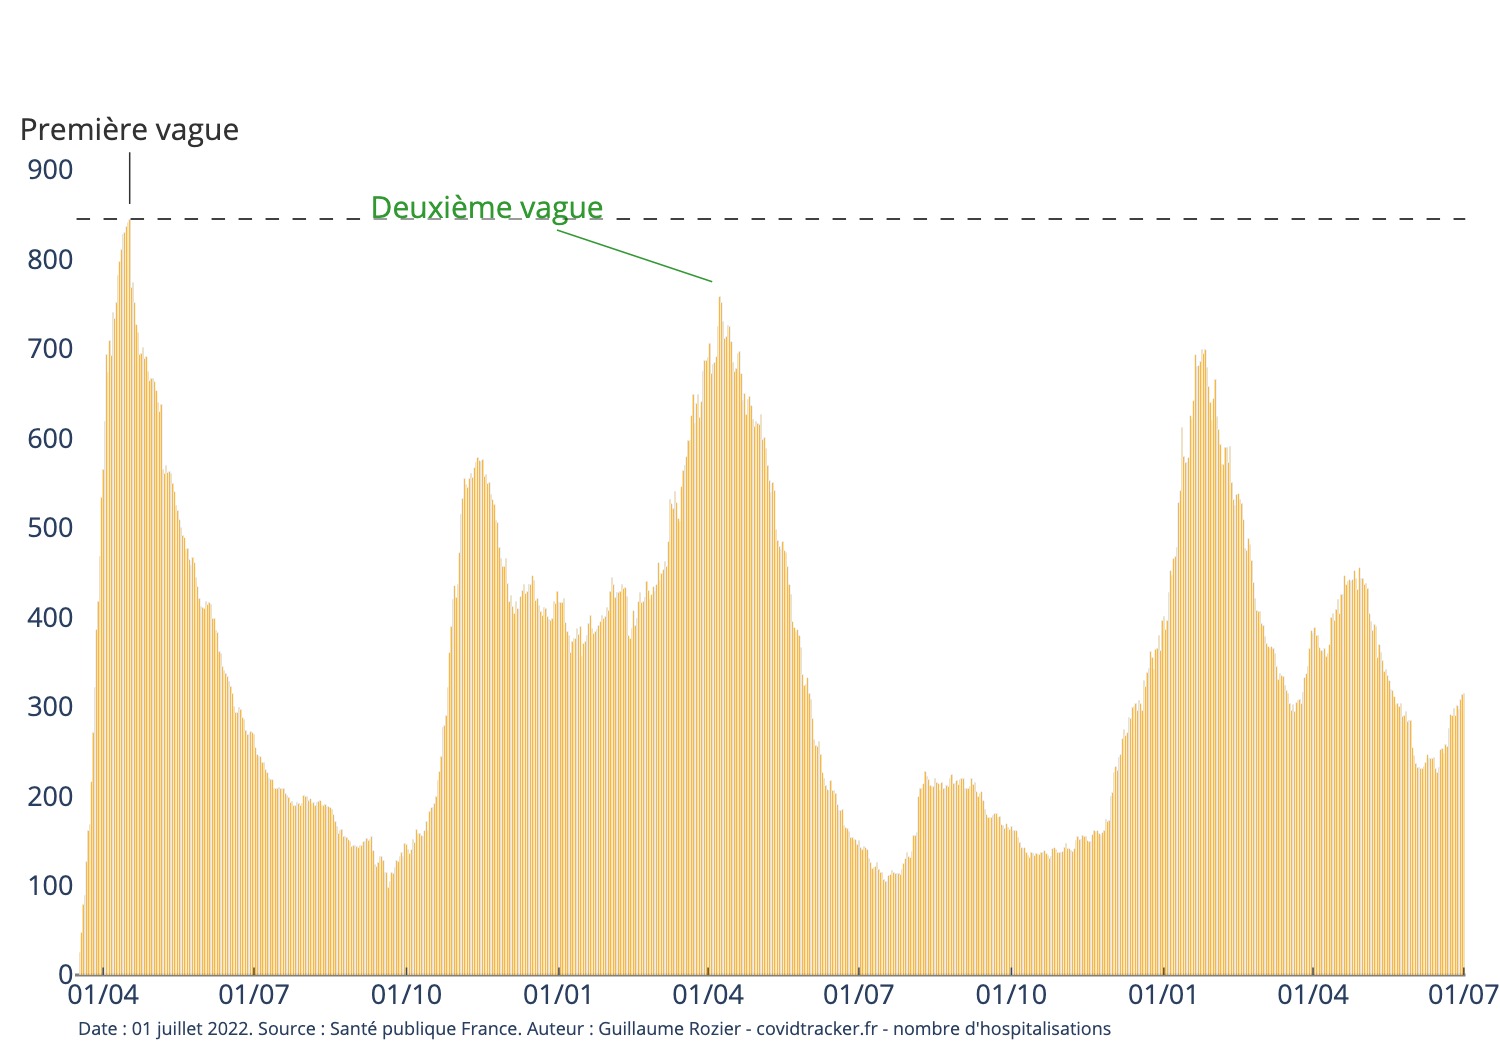 Première vague
900
Deuxième vague
800
700
600
500
400
300
200
100
0
01/04 01/07 01/10 01/01 01/04 01/07 01/10 01/01 01/04 01/07
Date : 01 juillet 2022. Source : Santé publique France. Auteur : Guillaume Rozier - covidtracker.fr - nombre d'hospitalisations